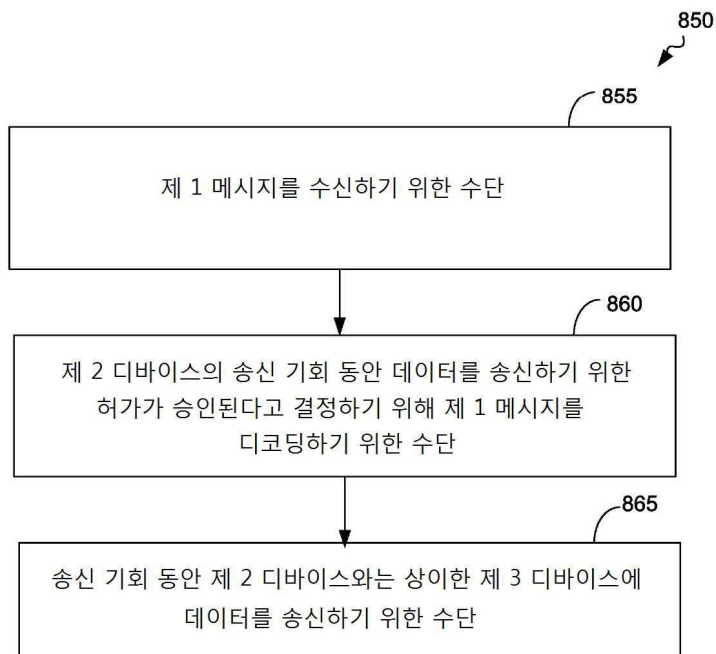 850
855
제 1 메시지를 수신하기 위한 수단
860
제 2 디바이스의 송신 기회 동안 데이터를 송신하기 위한
허가가 승인된다고 결정하기 위해 제 1 메시지를
디코딩하기 위한 수단
865
송신 기회 동안 제 2 디바이스와는 상이한 제 3 디바이스에
데이터를 송신하기 위한 수단